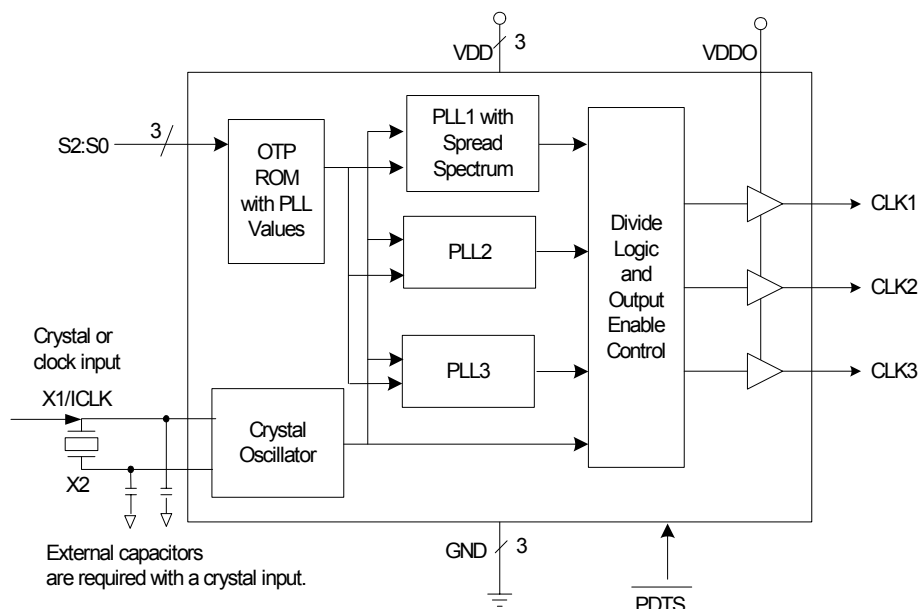 VDD
3
VDDO
S2:S0
3
OTP
ROM
with PLL
Values
PLL1 with
Spread
Spectrum
PLL2
PLL3
Divide
Logic
and
Output
Enable
Control
CLK1
CLK2
CLK3
Crystal or
clock input
X1/ICLK
X2
Crystal
Oscillator
External capacitors
are required with a crystal input.
GND
3
PDTS